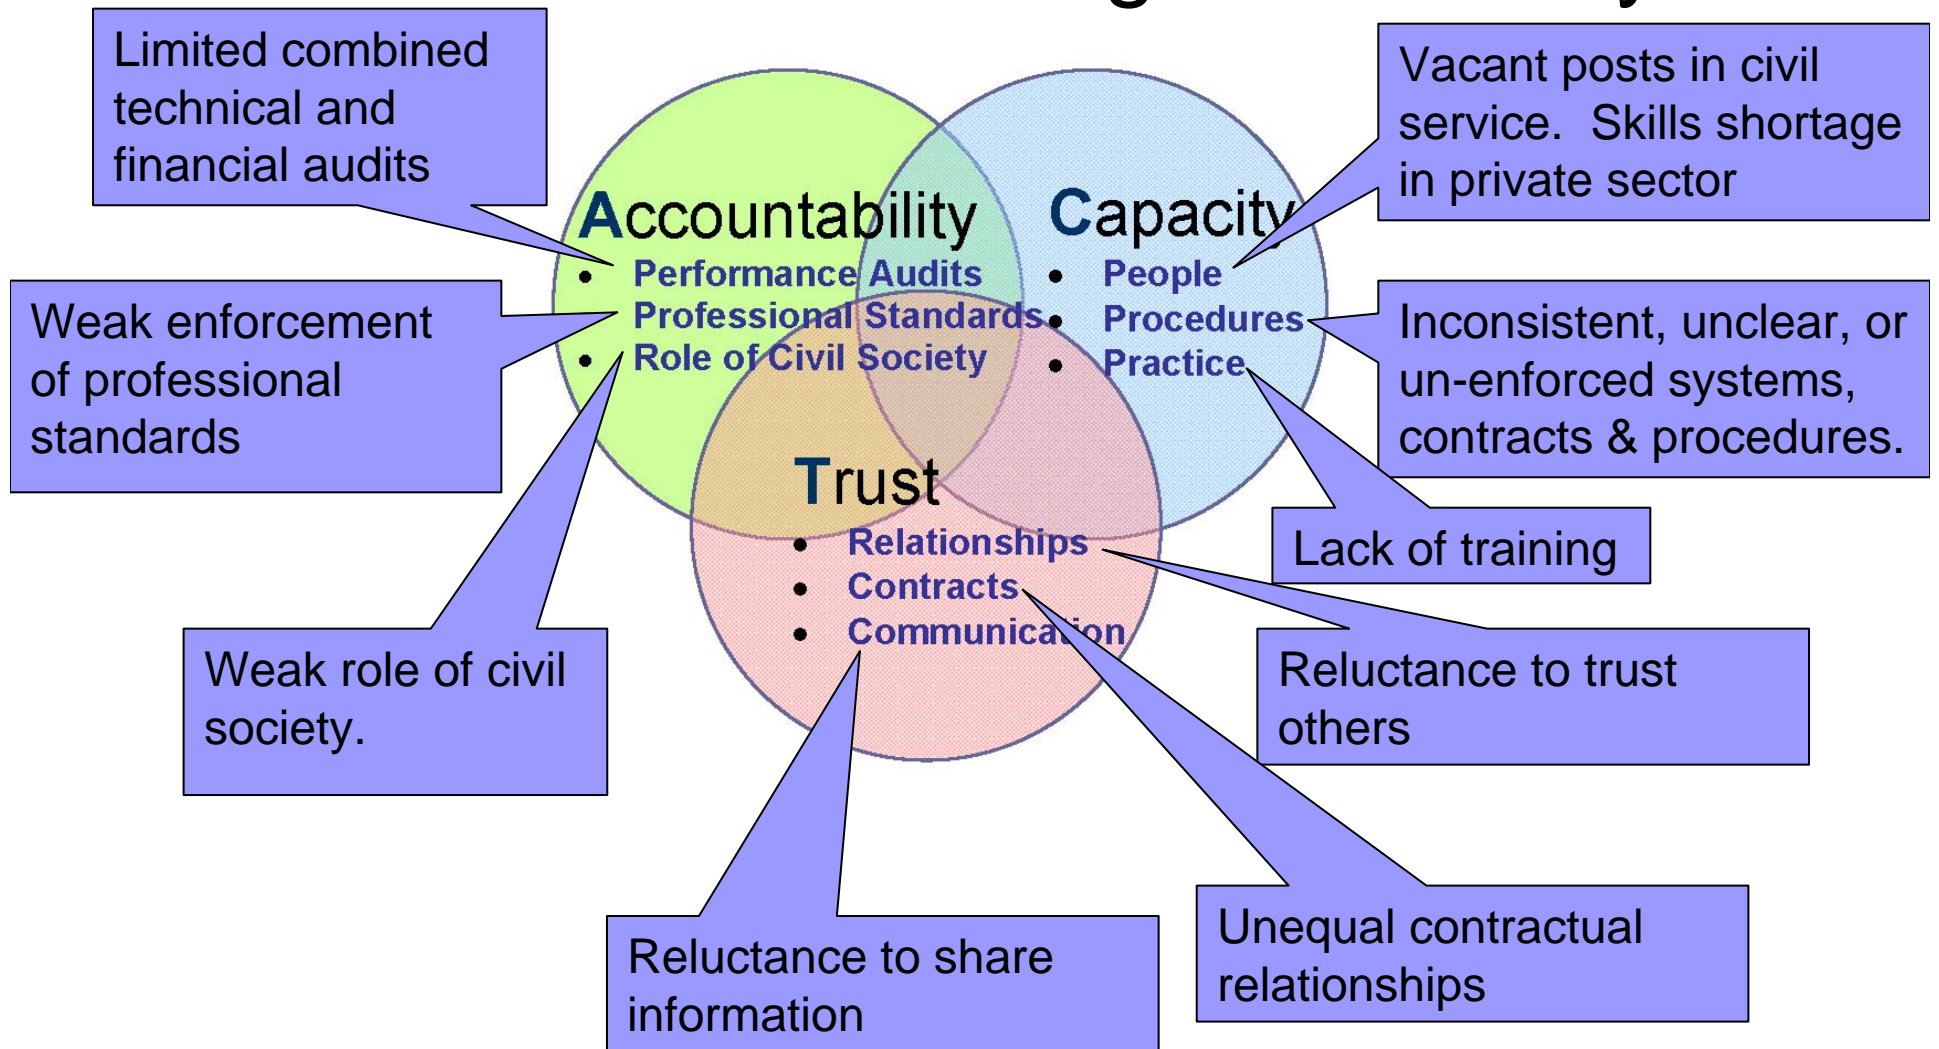 Limited combined
technical and
financial audits
Vacant posts in civil
service. Skills shortage
in private sector
Accountability
• Performance Audits
• Professional Standards
• Role of Civil Society
Capacity
• People
• Procedures
• Practice
Weak enforcement
of professional
standards
Inconsistent, unclear, or
un-enforced systems,
contracts & procedures.
Trust
• Relationships
• Contracts
• Communication
Lack of training
Weak role of civil
society.
Reluctance to trust
others
Unequal contractual
relationships
Reluctance to share
information